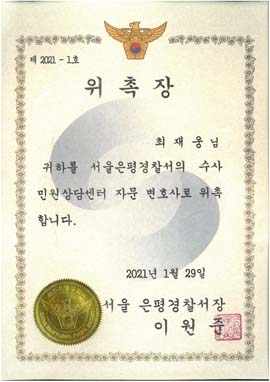 제 2021 - 1호
위 촉 장
최 재 웅 님
귀하를 서울은평경찰서의 수사
민원상담센터 자문 변호사로 위촉
합니다.
2021년 1월 29일
서울 은평경찰서장
이 원 준